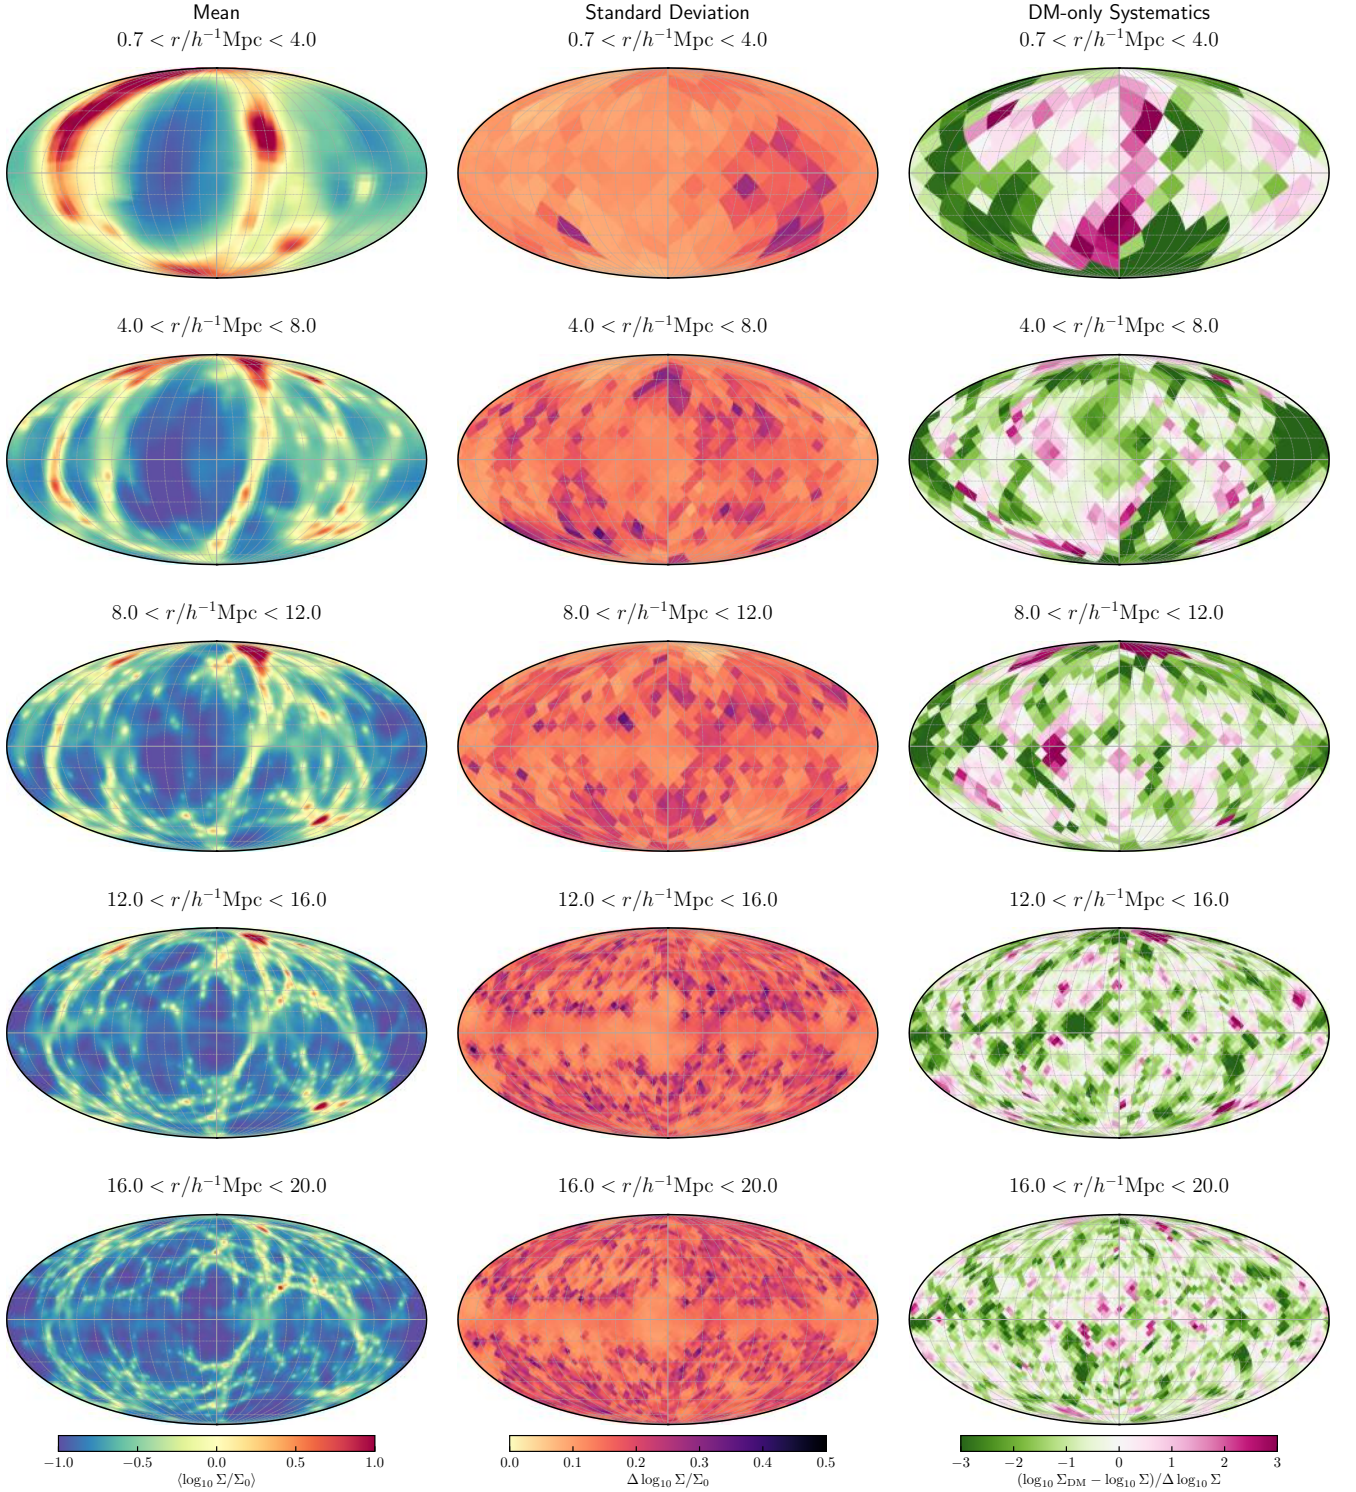 Mean Standard Deviation DM-only Systematics
0.7 < r/h⁻¹Mpc < 4.0 0.7 < r/h⁻¹Mpc < 4.0 0.7 < r/h⁻¹Mpc < 4.0
4.0 < r/h⁻¹Mpc < 8.0 4.0 < r/h⁻¹Mpc < 8.0 4.0 < r/h⁻¹Mpc < 8.0
8.0 < r/h⁻¹Mpc < 12.0 8.0 < r/h⁻¹Mpc < 12.0 8.0 < r/h⁻¹Mpc < 12.0
12.0 < r/h⁻¹Mpc < 16.0 12.0 < r/h⁻¹Mpc < 16.0 12.0 < r/h⁻¹Mpc < 16.0
16.0 < r/h⁻¹Mpc < 20.0 16.0 < r/h⁻¹Mpc < 20.0 16.0 < r/h⁻¹Mpc < 20.0
−1.0 −0.5 0.0 0.5 1.0 0.0 0.1 0.2 0.3 0.4 0.5 −3 −2 −1 0 1 2 3
⟨log₁₀ Σ/Σ₀⟩ Δ log₁₀ Σ/Σ₀ (log₁₀ Σ_DM − log₁₀ Σ)/Δ log₁₀ Σ